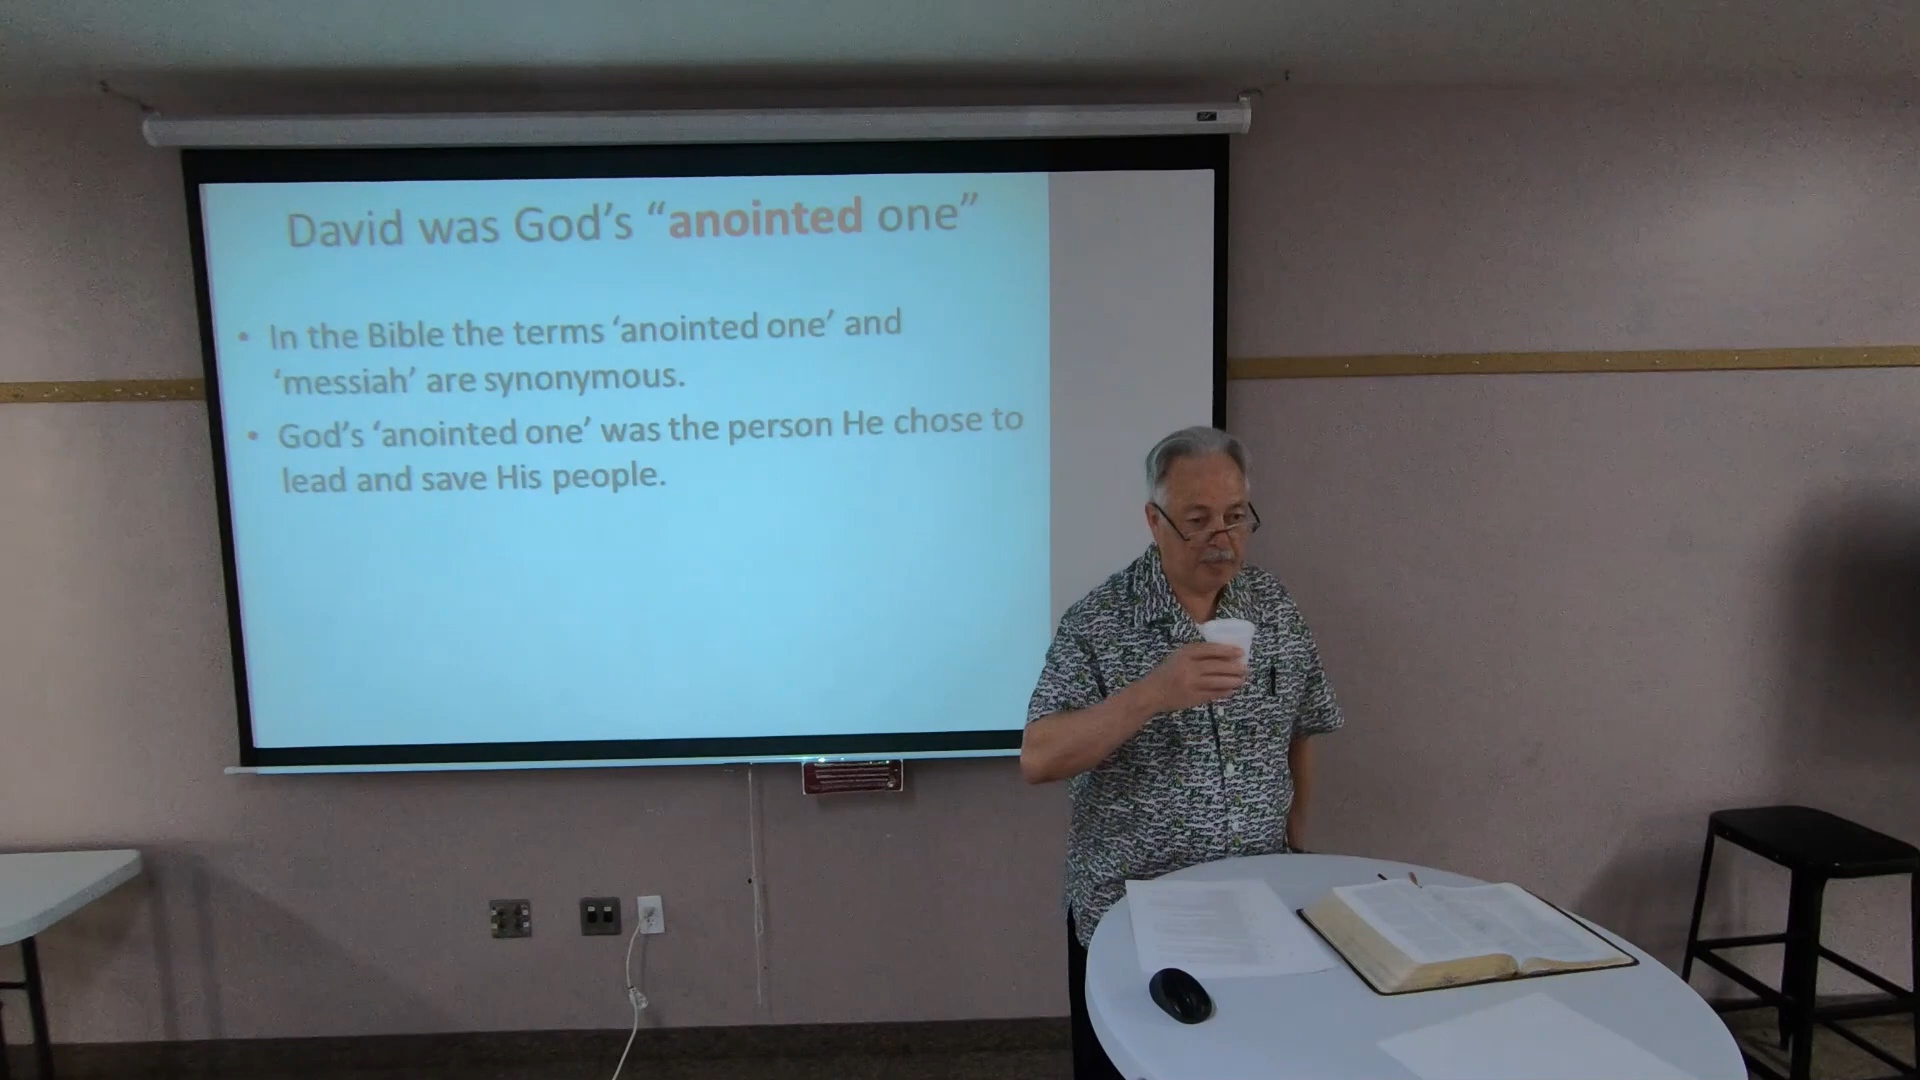 David was God's “anointed one”
• In the Bible the terms ‘anointed one’ and
‘messiah’ are synonymous.
• God's ‘anointed one’ was the person He chose to
lead and save His people.